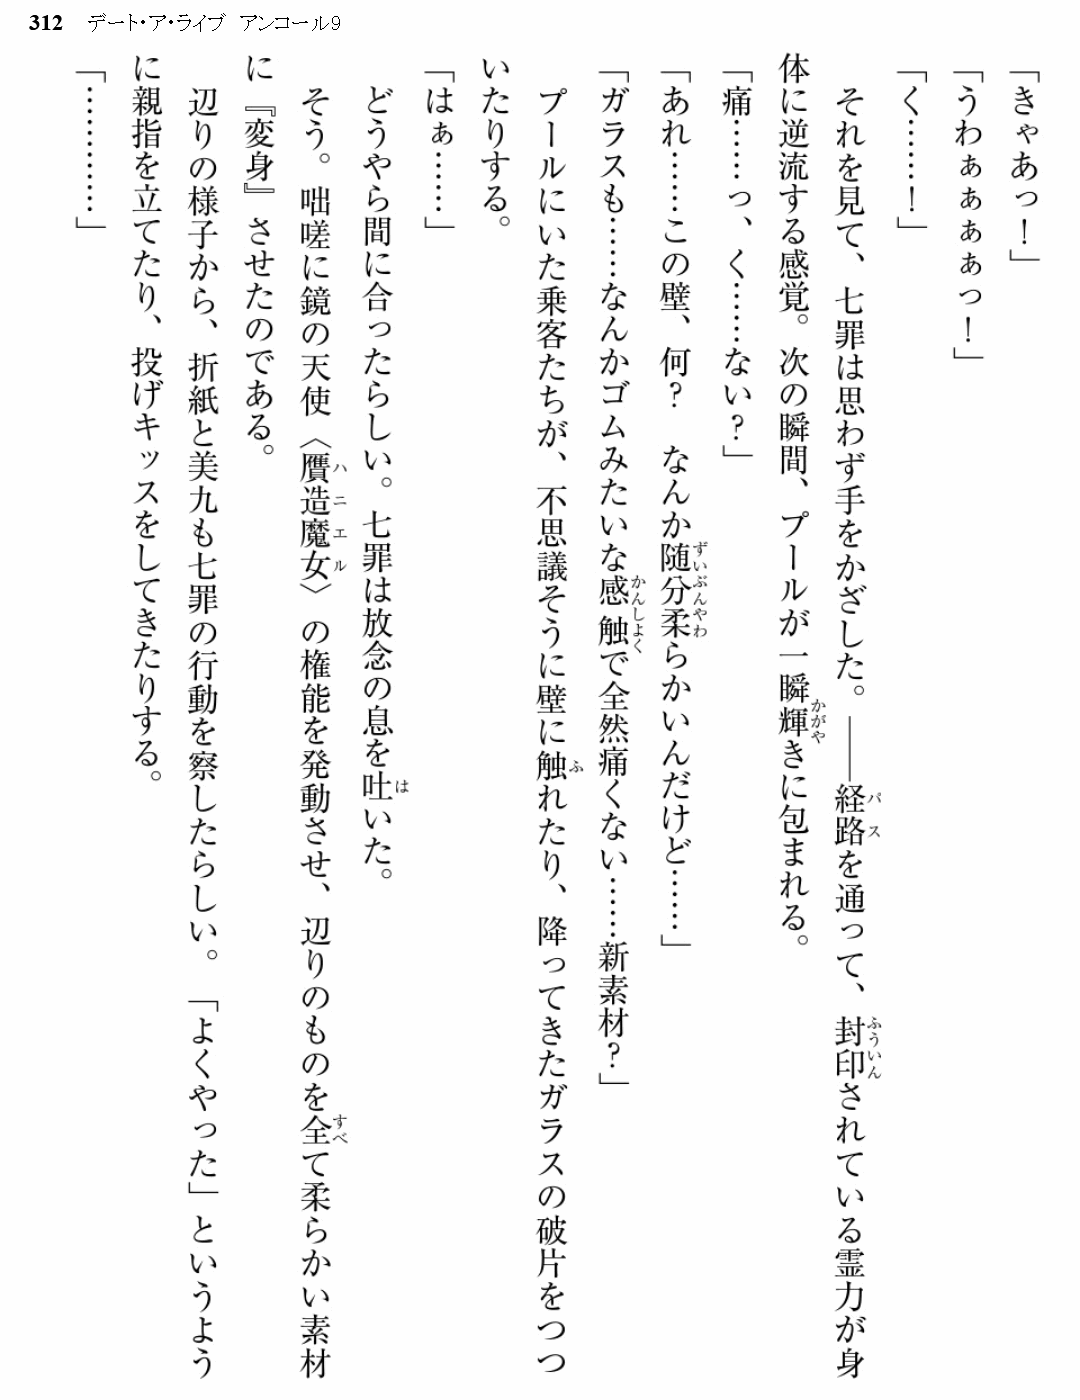 312 デート・ア・ライブ アンコール9
「きゃあっ！」
「うわぁぁぁぁっ！」
「く……！」
　それを見て、七罪は思わず手をかざした。――経路を通って、封印されている霊力が身
体に逆流する感覚。次の瞬間、プールが一瞬輝きに包まれる。
「痛……っ、く……ない？」
「あれ……この壁、何？　なんか随分柔らかいんだけど……」
「ガラスも……なんかゴムみたいな感触で全然痛くない……新素材？」
　プールにいた乗客たちが、不思議そうに壁に触れたり、降ってきたガラスの破片をつつ
いたりする。
「はぁ……」
　どうやら間に合ったらしい。七罪は放念の息を吐いた。
　そう。咄嗟に鏡の天使〈贋造魔女〉の権能を発動させ、辺りのものを全て柔らかい素材
に『変身』させたのである。
　辺りの様子から、折紙と美九も七罪の行動を察したらしい。「よくやった」というよう
に親指を立てたり、投げキッスをしてきたりする。
「…………」